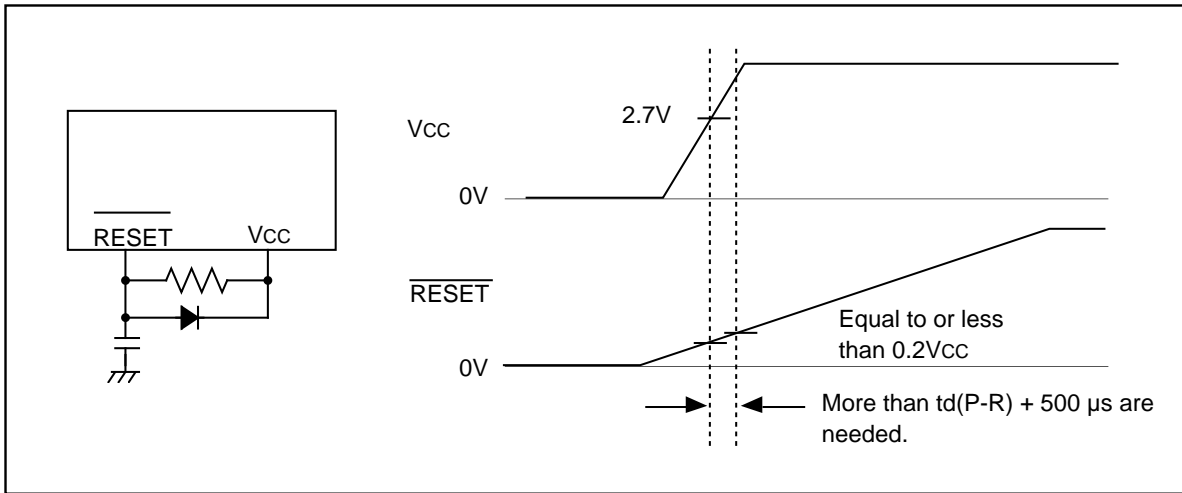 RESET
VCC
VCC
2.7V
0V
RESET
0V
Equal to or less
than 0.2VCC
More than td(P-R) + 500 µs are
needed.